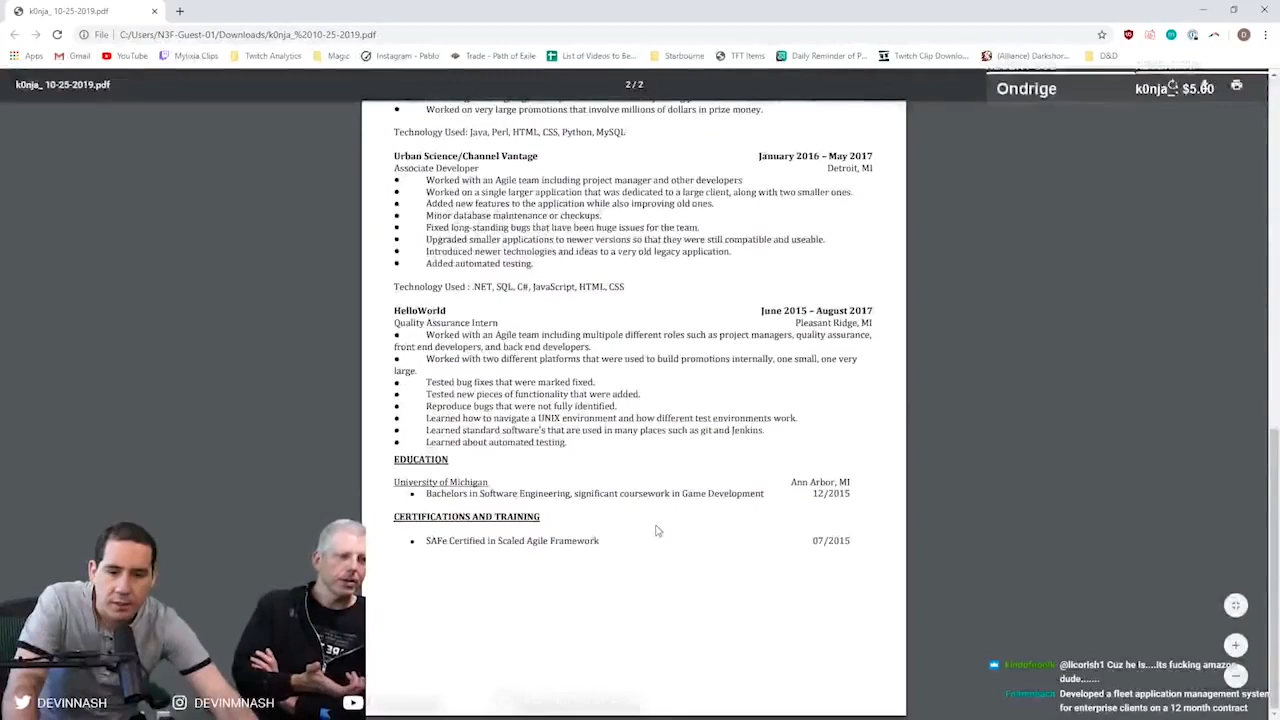 k0nja_ 10-25-2019.pdf
File | C:/Users/N3F-Guest-01/Downloads/k0nja_%2010-25-2019.pdf
Apps Gmail YouTube Mylixia Clips Twitch Analytics Magic Instagram - Pablo Trade - Path of Exile List of Videos to Be... Starbourne TFT Items Daily Reminder of P... Twitch Clip Downlo... (Alliance) Darkshor... D&D
k0nja_ 10-25-2019.pdf 2/2
Ondrige k0nja_ $5.00
• Worked on very large promotions that involve millions of dollars in prize money.
Technology Used: Java, Perl, HTML, CSS, Python, MySQL
Urban Science/Channel Vantage January 2016 – May 2017
Associate Developer Detroit, MI
• Worked with an Agile team including project manager and other developers
• Worked on a single larger application that was dedicated to a large client, along with two smaller ones.
• Added new features to the application while also improving old ones.
• Minor database maintenance or checkups.
• Fixed long-standing bugs that have been huge issues for the team.
• Upgraded smaller applications to newer versions so that they were still compatible and useable.
• Introduced newer technologies and ideas to a very old legacy application.
• Added automated testing.
Technology Used : .NET, SQL, C#, JavaScript, HTML, CSS
HelloWorld June 2015 – August 2017
Quality Assurance Intern Pleasant Ridge, MI
• Worked with an Agile team including multipole different roles such as project managers, quality assurance,
front end developers, and back end developers.
• Worked with two different platforms that were used to build promotions internally, one small, one very
large.
• Tested bug fixes that were marked fixed.
• Tested new pieces of functionality that were added.
• Reproduce bugs that were not fully identified.
• Learned how to navigate a UNIX environment and how different test environments work.
• Learned standard software's that are used in many places such as git and Jenkins.
• Learned about automated testing.
EDUCATION
University of Michigan Ann Arbor, MI
• Bachelors in Software Engineering, significant coursework in Game Development 12/2015
CERTIFICATIONS AND TRAINING
• SAFe Certified in Scaled Agile Framework 07/2015
@licorish1 Cuz he is....its fucking amazon
dude.......
Developed a fleet application management system
for enterprise clients on a 12 month contract
DEVINNASH DEVINNASH